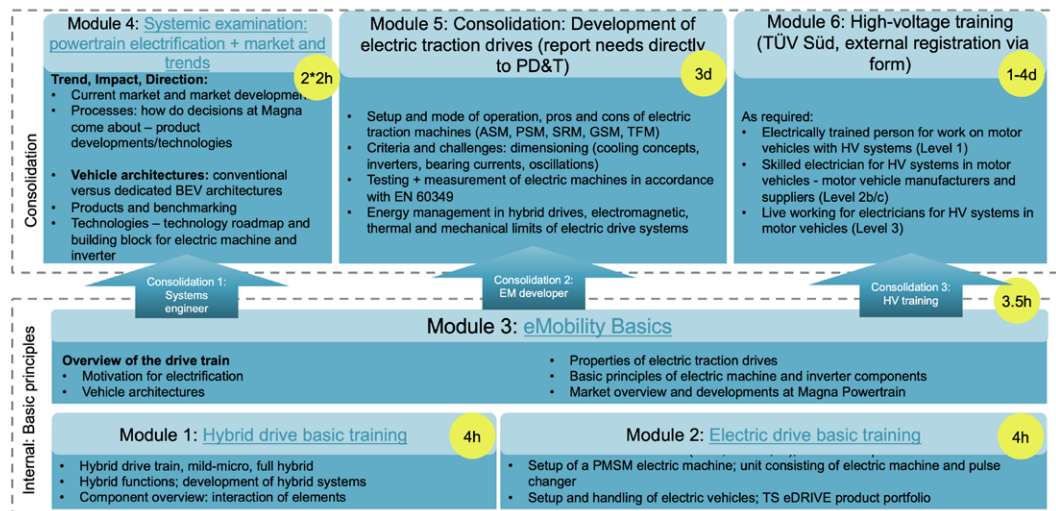 Module 4: Systemic examination:
powertrain electrification + market and
trends
2*2h
Trend, Impact, Direction:
• Current market and market development
• Processes: how do decisions at Magna
come about – product
developments/technologies
• Vehicle architectures: conventional
versus dedicated BEV architectures
• Products and benchmarking
• Technologies – technology roadmap and
building block for electric machine and
inverter
Module 5: Consolidation: Development of
electric traction drives (report needs directly
to PD&T)
3d
• Setup and mode of operation, pros and cons of electric
traction machines (ASM, PSM, SRM, GSM, TFM)
• Criteria and challenges: dimensioning (cooling concepts,
inverters, bearing currents, oscillations)
• Testing + measurement of electric machines in accordance
with EN 60349
• Energy management in hybrid drives, electromagnetic,
thermal and mechanical limits of electric drive systems
Module 6: High-voltage training
(TÜV Süd, external registration via
form)
1-4d
As required:
• Electrically trained person for work on motor
vehicles with HV systems (Level 1)
• Skilled electrician for HV systems in motor
vehicles - motor vehicle manufacturers and
suppliers (Level 2b/c)
• Live working for electricians for HV systems in
motor vehicles (Level 3)
Consolidation
Consolidation 1:
Systems
engineer
Consolidation 2:
EM developer
Consolidation 3:
HV training
3.5h
Module 3: eMobility Basics
Overview of the drive train
• Motivation for electrification
• Vehicle architectures
• Properties of electric traction drives
• Basic principles of electric machine and inverter components
• Market overview and developments at Magna Powertrain
Internal: Basic principles
Module 1: Hybrid drive basic training
4h
• Hybrid drive train, mild-micro, full hybrid
• Hybrid functions; development of hybrid systems
• Component overview: interaction of elements
Module 2: Electric drive basic training
4h
• Setup of a PMSM electric machine; unit consisting of electric machine and pulse
changer
• Setup and handling of electric vehicles; TS eDRIVE product portfolio